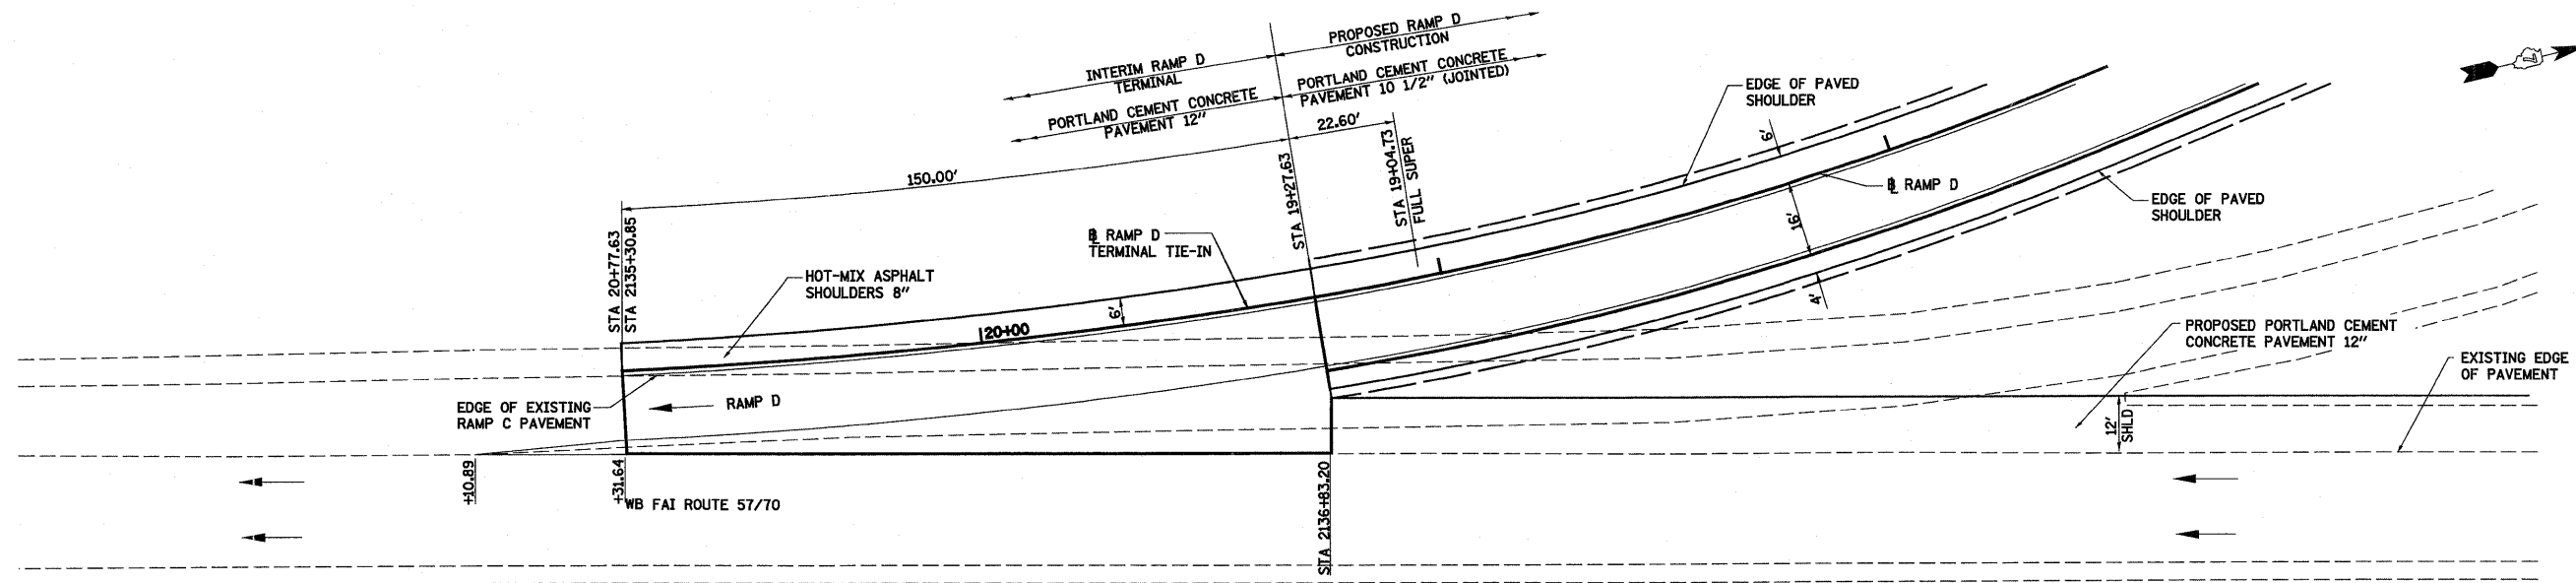 PROPOSED RAMP D
CONSTRUCTION
INTERIM RAMP D
TERMINAL
PORTLAND CEMENT CONCRETE
PAVEMENT 10 1/2" (JOINTED)
PORTLAND CEMENT CONCRETE
PAVEMENT 12"
22.60'
150.00'
STA 19+27.63
STA 19+04.73
FULL SUPER
EDGE OF PAVED
SHOULDER
6'
℄ RAMP D
16'
EDGE OF PAVED
SHOULDER
4'
STA 20+77.63
STA 2135+30.85
℄ RAMP D
TERMINAL TIE-IN
HOT-MIX ASPHALT
SHOULDERS 8"
6'
20+00
PROPOSED PORTLAND CEMENT
CONCRETE PAVEMENT 12"
EXISTING EDGE
OF PAVEMENT
EDGE OF EXISTING
RAMP C PAVEMENT
RAMP D
12'
SHLD
+10.89
+31.64
WB FAI ROUTE 57/70
STA 2136+83.20